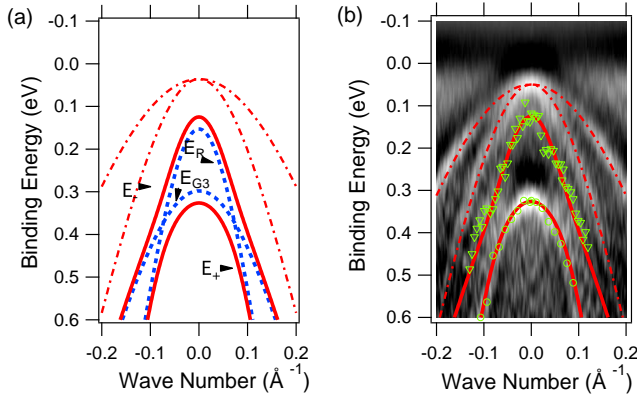 (a)
-0.1
0.0
0.1
0.2
0.3
0.4
0.5
0.6
Binding Energy (eV)
E_R
E_G3
E_-
E_+
-0.2 -0.1 0.0 0.1 0.2
Wave Number (Å⁻¹)
(b)
-0.1
0.0
0.1
0.2
0.3
0.4
0.5
0.6
Binding Energy (eV)
-0.2 -0.1 0.0 0.1 0.2
Wave Number (Å⁻¹)